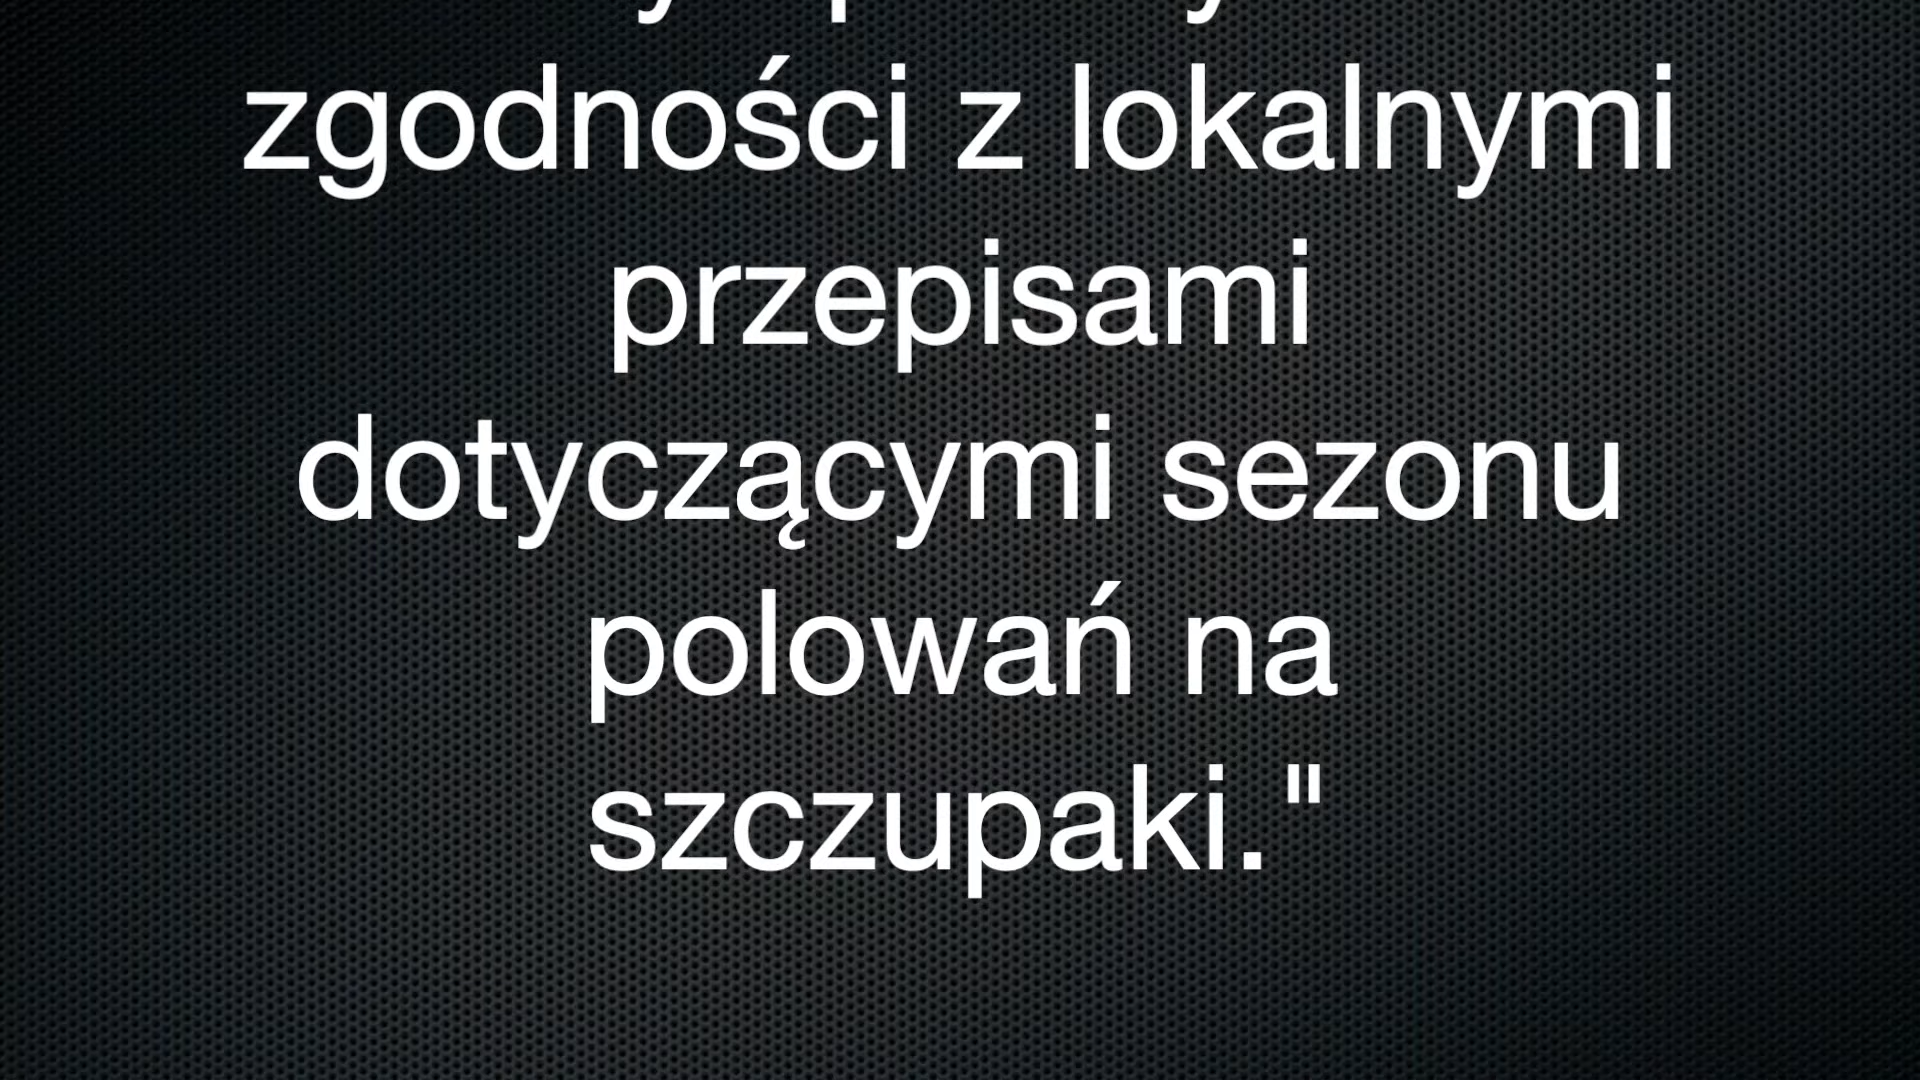 zgodności z lokalnymi
przepisami
dotyczącymi sezonu
polowań na
szczupaki."